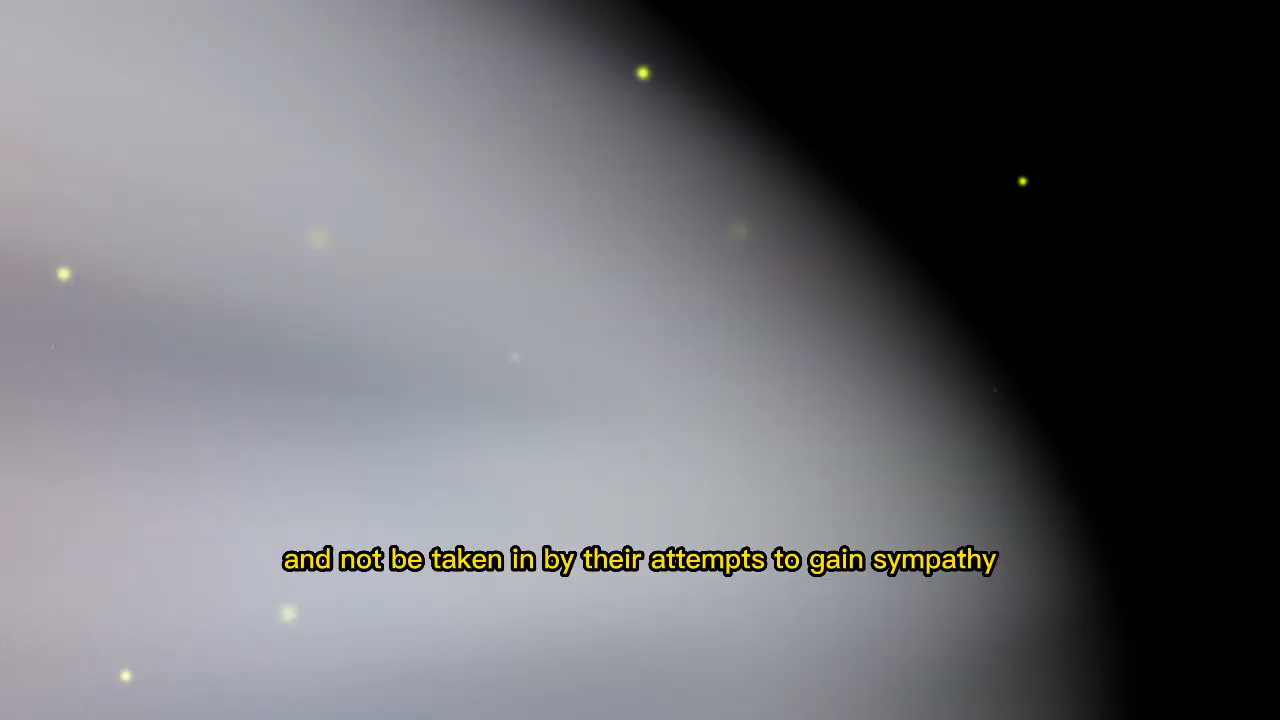 and not be taken in by their attempts to gain sympathy